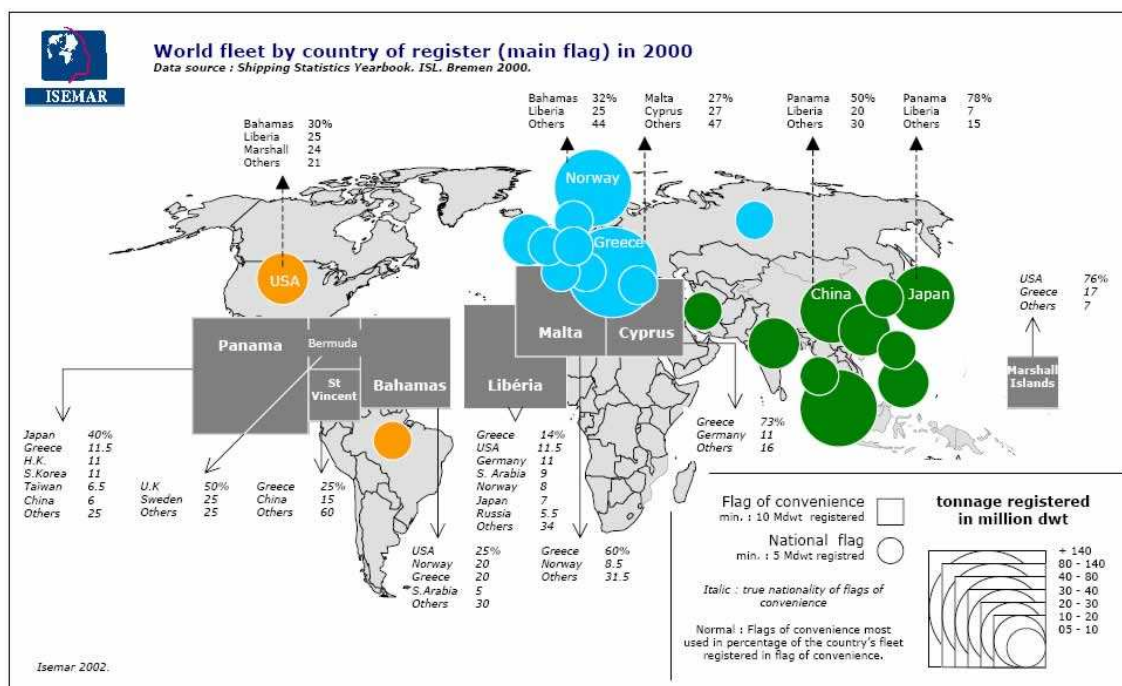 World fleet by country of register (main flag) in 2000
Data source : Shipping Statistics Yearbook. ISL. Bremen 2000.
ISEMAR
Bahamas 30%
Liberia 25
Marshall 24
Others 21
Bahamas 32%
Liberia 25
Others 44
Malta 27%
Cyprus 27
Others 47
Panama 50%
Liberia 20
Others 30
Panama 78%
Liberia 7
Others 15
Norway
Greece
USA
China
Japan
USA 76%
Greece 17
Others 7
Panama
Bermuda
St
Vincent
Bahamas
Libéria
Malta
Cyprus
Marshall
Islands
Japan 40%
Greece 11.5
H.K. 11
S.Korea 11
Taiwan 6.5
China 6
Others 25
U.K 50%
Sweden 25
Others 25
Greece 25%
China 15
Others 60
Greece 14%
USA 11.5
Germany 11
S. Arabia 9
Norway 8
Japan 7
Russia 5.5
Others 34
Greece 73%
Germany 11
Others 16
USA 25%
Norway 20
Greece 20
S.Arabia 5
Others 30
Greece 60%
Norway 8.5
Others 31.5
Flag of convenience
min. : 10 Mdwt registered
National flag
min. : 5 Mdwt registred
Italic : true nationality of flags of
convenience
Normal : Flags of convenience most
used in percentage of the country's fleet
registered in flag of convenience.
tonnage registered
in million dwt
+ 140
80 - 140
40 - 80
30 - 40
20 - 30
10 - 20
05 - 10
Isemar 2002.